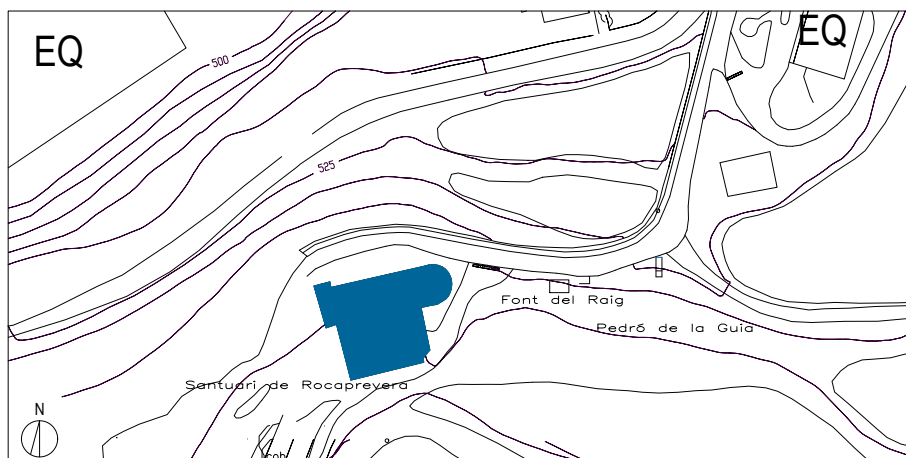 EQ
EQ
500
525
Font del Raig
Pedró de la Guia
Santuari de Rocaprevera
N